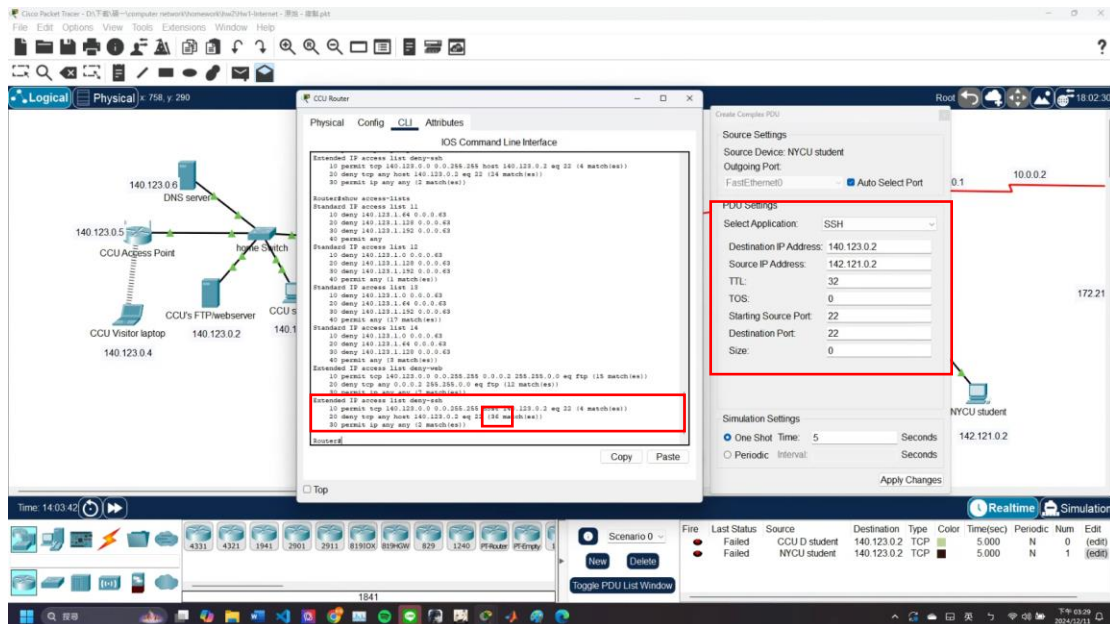 Cisco Packet Tracer - D:\下載\碩一\computer network\homework\hw2\Hw1-Internet - 原始 - 複製.pkt
File Edit Options View Tools Extensions Window Help
Logical Physical x: 758, y: 290
Root 18:02:30
CCU Router
Physical Config CLI Attributes
IOS Command Line Interface
Extended IP access list deny-ssh
10 permit tcp 140.123.0.0 0.0.255.255 host 140.123.0.2 eq 22 (4 match(es))
20 deny tcp any host 140.123.0.2 eq 22 (24 match(es))
30 permit ip any any (2 match(es))
Router#show access-lists
Standard IP access list 11
10 deny 140.123.1.64 0.0.0.63
20 deny 140.123.1.128 0.0.0.63
30 deny 140.123.1.192 0.0.0.63
40 permit any
Standard IP access list 12
10 deny 140.123.1.0 0.0.0.63
20 deny 140.123.1.128 0.0.0.63
30 deny 140.123.1.192 0.0.0.63
40 permit any (1 match(es))
Standard IP access list 13
10 deny 140.123.1.0 0.0.0.63
20 deny 140.123.1.64 0.0.0.63
30 deny 140.123.1.192 0.0.0.63
40 permit any (17 match(es))
Standard IP access list 14
10 deny 140.123.1.0 0.0.0.63
20 deny 140.123.1.64 0.0.0.63
30 deny 140.123.1.128 0.0.0.63
40 permit any (3 match(es))
Extended IP access list deny-web
10 permit tcp 140.123.0.0 0.0.255.255 0.0.0.2 255.255.0.0 eq ftp (15 match(es))
20 deny tcp any 0.0.0.2 255.255.0.0 eq ftp (12 match(es))
30 permit ip any any
Extended IP access list deny-ssh
10 permit tcp 140.123.0.0 0.0.255.255 host 140.123.0.2 eq 22 (4 match(es))
20 deny tcp any host 140.123.0.2 eq 22 (36 match(es))
30 permit ip any any (2 match(es))
Router#
Copy Paste
Top
140.123.0.6
DNS server
140.123.0.5
CCU Access Point
home Switch
CCU's FTP/webserver
CCU s
CCU Visitor laptop
140.123.0.2
140.1
140.123.0.4
Create Complex PDU
Source Settings
Source Device: NYCU student
Outgoing Port:
FastEthernet0 Auto Select Port
PDU Settings
Select Application: SSH
Destination IP Address: 140.123.0.2
Source IP Address: 142.121.0.2
TTL: 32
TOS: 0
Starting Source Port: 22
Destination Port: 22
Size: 0
Simulation Settings
One Shot Time: 5 Seconds
Periodic Interval: Seconds
Apply Changes
0.1
10.0.0.2
172.21
NYCU student
142.121.0.2
Time: 14:03:42
Realtime Simulation
4331 4321 1941 2901 2911 819IOX 819HGW 829 1240 PT-Router PT-Empty
1841
Scenario 0
New Delete
Toggle PDU List Window
Fire Last Status Source Destination Type Color Time(sec) Periodic Num Edit
Failed CCU D student 140.123.0.2 TCP 5.000 N 0 (edit)
Failed NYCU student 140.123.0.2 TCP 5.000 N 1 (edit)
搜尋
英
下午 03:29
2024/12/11